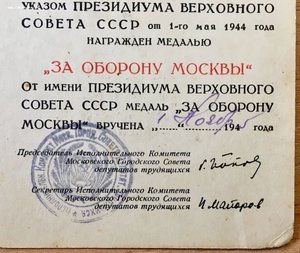 УКАЗОМ ПРЕЗИДИУМА ВЕРХОВНОГО
СОВЕТА СССР от 1-го мая 1944 года
НАГРАЖДЕН МЕДАЛЬЮ
„ЗА ОБОРОНУ МОСКВЫ“
От имени ПРЕЗИДИУМА ВЕРХОВНОГО
СОВЕТА СССР медаль „ЗА ОБОРОНУ
МОСКВЫ“ вручена „ “ 194 года
Председатель Исполнительного Комитета
Московского Городского Совета
депутатов трудящихся
Г. Попов
Секретарь Исполнительного Комитета
Московского Городского Совета
депутатов трудящихся
П. Майоров